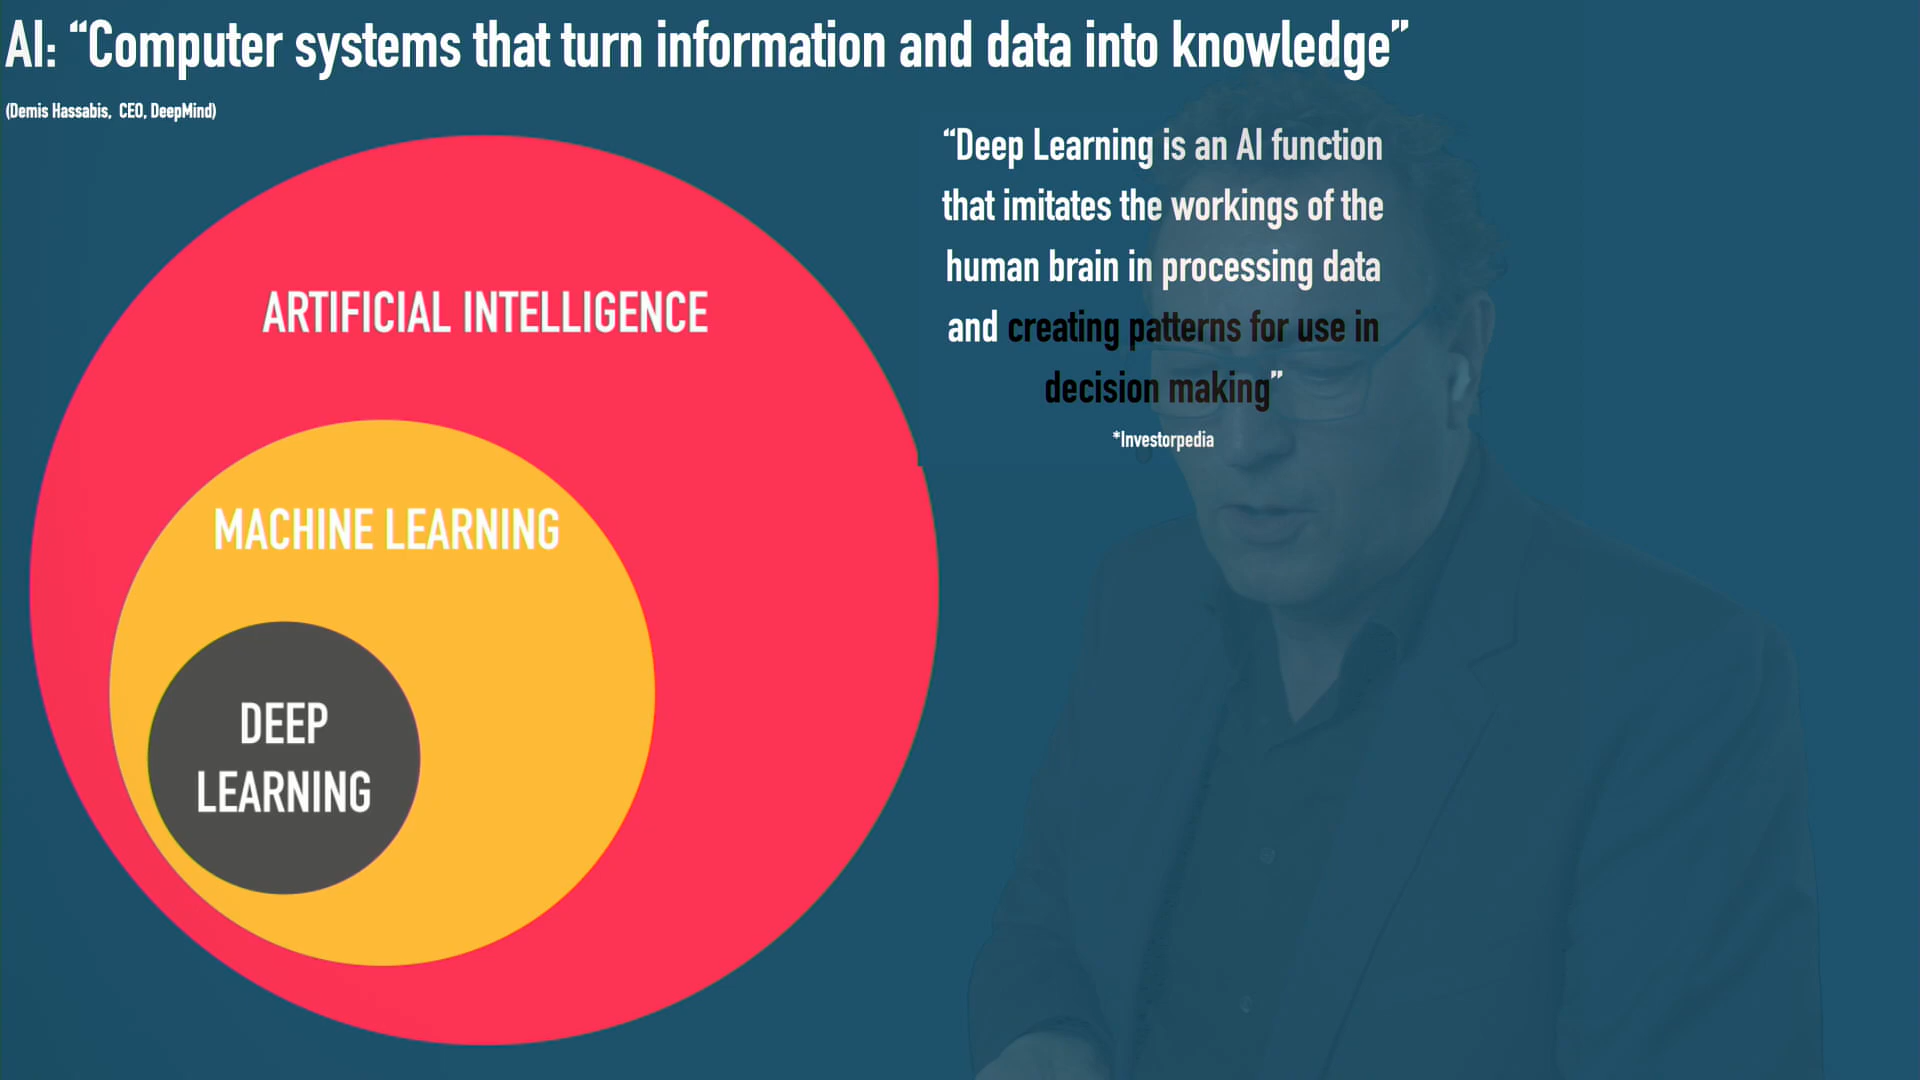 AI: “Computer systems that turn information and data into knowledge”
(Demis Hassabis, CEO, DeepMind)
“Deep Learning is an AI function
that imitates the workings of the
human brain in processing data
and creating patterns for use in
decision making”
*Investorpedia
ARTIFICIAL INTELLIGENCE
MACHINE LEARNING
DEEP
LEARNING